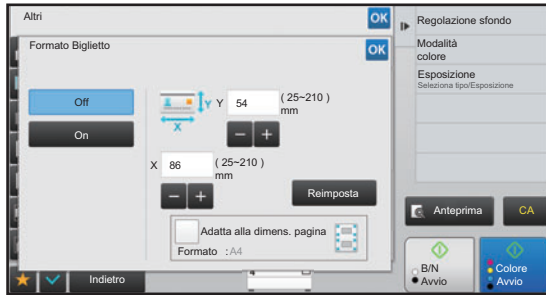 Altri
OK
Formato Biglietto
OK
Off
On
Y
X
Y 54 (25~210)
mm
X 86 (25~210)
mm
Reimposta
Adatta alla dimens. pagina
Formato :A4
Indietro
Regolazione sfondo
Modalità
colore
Esposizione
Seleziona tipo/Esposizione
Anteprima
CA
B/N
Avvio
Colore
Avvio